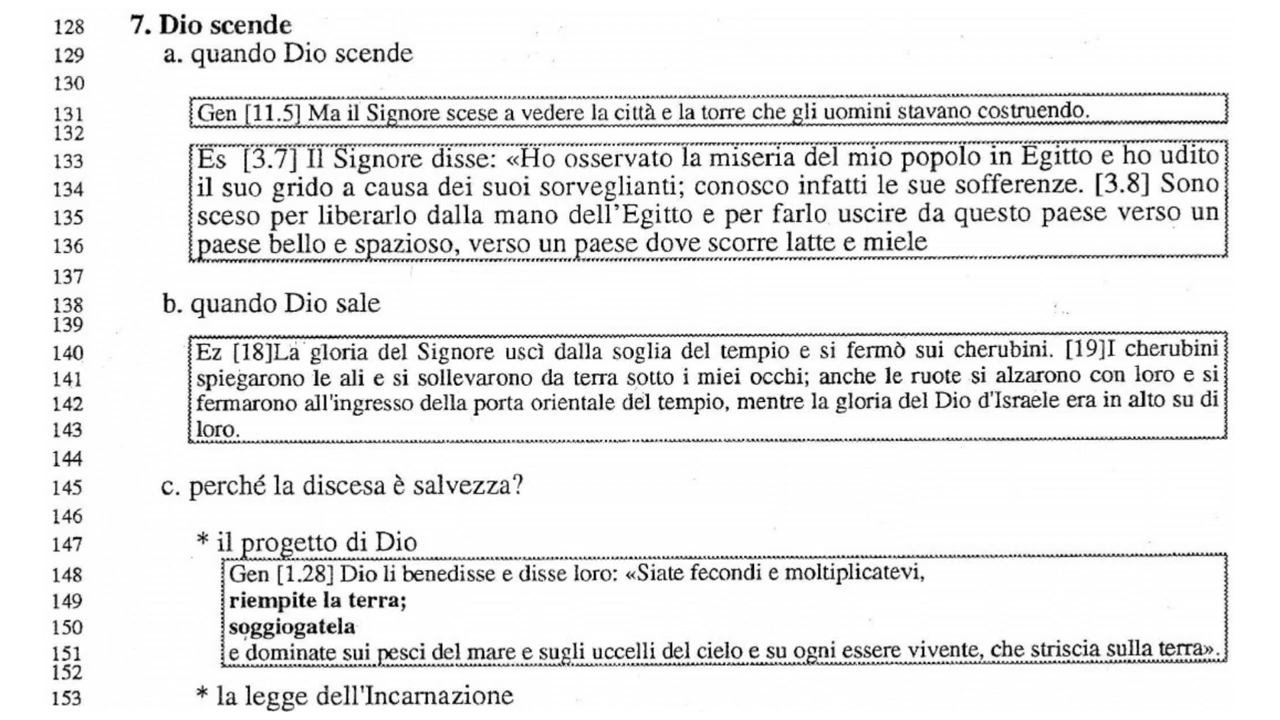 128 7. Dio scende
129 a. quando Dio scende
130
131 Gen [11.5] Ma il Signore scese a vedere la città e la torre che gli uomini stavano costruendo.
132
133 Es [3.7] Il Signore disse: «Ho osservato la miseria del mio popolo in Egitto e ho udito
134 il suo grido a causa dei suoi sorveglianti; conosco infatti le sue sofferenze. [3.8] Sono
135 sceso per liberarlo dalla mano dell'Egitto e per farlo uscire da questo paese verso un
136 paese bello e spazioso, verso un paese dove scorre latte e miele
137
138 b. quando Dio sale
139
140 Ez [18]La gloria del Signore uscì dalla soglia del tempio e si fermò sui cherubini. [19]I cherubini
141 spiegarono le ali e si sollevarono da terra sotto i miei occhi; anche le ruote si alzarono con loro e si
142 fermarono all'ingresso della porta orientale del tempio, mentre la gloria del Dio d'Israele era in alto su di
143 loro.
144
145 c. perché la discesa è salvezza?
146
147 * il progetto di Dio
148 Gen [1.28] Dio li benedisse e disse loro: «Siate fecondi e moltiplicatevi,
149 riempite la terra;
150 soggiogatela
151 e dominate sui pesci del mare e sugli uccelli del cielo e su ogni essere vivente, che striscia sulla terra».
152
153 * la legge dell'Incarnazione